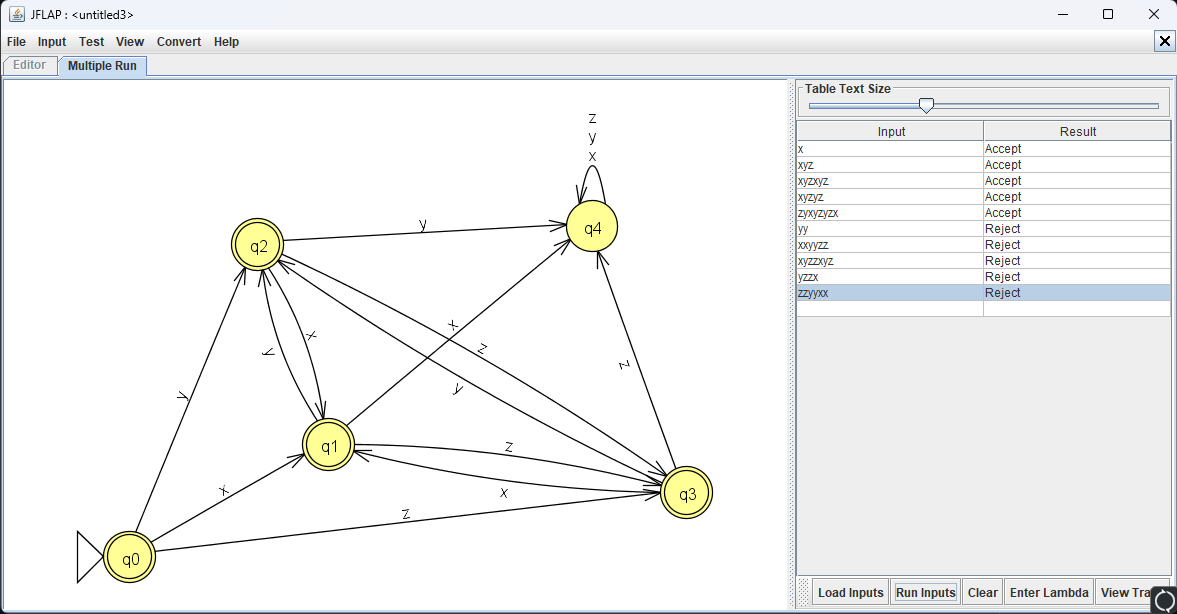 JFLAP : <untitled3>
File Input Test View Convert Help
Editor Multiple Run
z
y
x
q4
y
q2
x
y
x
z
y
z
y
q1
z
x
x
q3
z
q0
Table Text Size
Input Result
x Accept
xyz Accept
xyzxyz Accept
xyzyz Accept
zyxyzyzx Accept
yy Reject
xxyyzz Reject
xyzzxyz Reject
yzzx Reject
zzyyxx Reject
Load Inputs Run Inputs Clear Enter Lambda View Tra